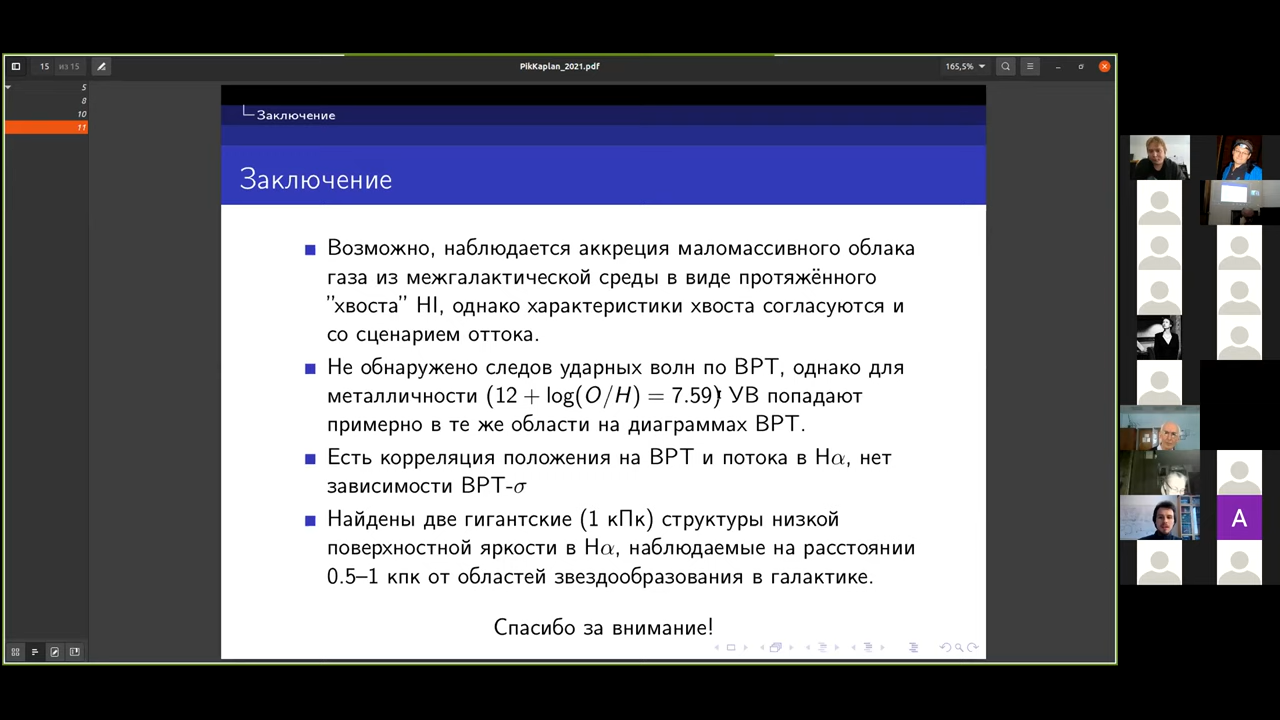 15 из 15
PikKaplan_2021.pdf
165,5%
5
8
10
11
Заключение
Заключение
Возможно, наблюдается аккреция маломассивного облака
газа из межгалактической среды в виде протяжённого
"хвоста" HI, однако характеристики хвоста согласуются и
со сценарием оттока.
Не обнаружено следов ударных волн по BPT, однако для
металличности (12 + log(O/H) = 7.59) УВ попадают
примерно в те же области на диаграммах BPT.
Есть корреляция положения на BPT и потока в Hα, нет
зависимости BPT-σ
Найдены две гигантские (1 кПк) структуры низкой
поверхностной яркости в Hα, наблюдаемые на расстоянии
0.5–1 кпк от областей звездообразования в галактике.
Спасибо за внимание!
A